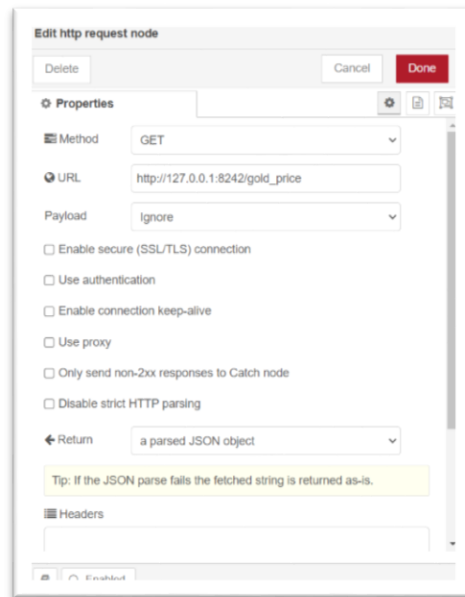 Edit http request node
Delete
Cancel
Done
Properties
Method
GET
URL
http://127.0.0.1:8242/gold_price
Payload
Ignore
Enable secure (SSL/TLS) connection
Use authentication
Enable connection keep-alive
Use proxy
Only send non-2xx responses to Catch node
Disable strict HTTP parsing
Return
a parsed JSON object
Tip: If the JSON parse fails the fetched string is returned as-is.
Headers
Enabled